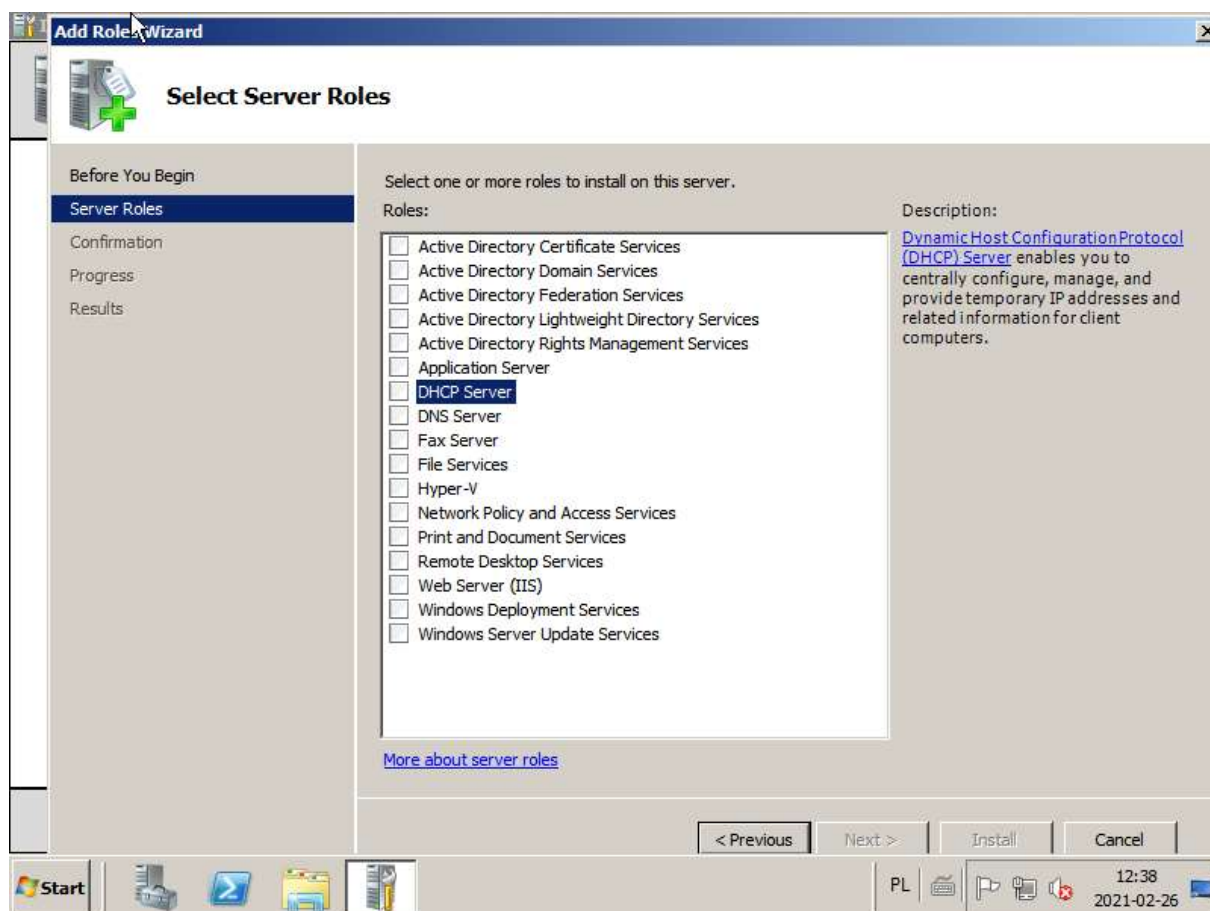 Add Roles Wizard
Select Server Roles
Before You Begin
Server Roles
Confirmation
Progress
Results
Select one or more roles to install on this server.
Roles:
Active Directory Certificate Services
Active Directory Domain Services
Active Directory Federation Services
Active Directory Lightweight Directory Services
Active Directory Rights Management Services
Application Server
DHCP Server
DNS Server
Fax Server
File Services
Hyper-V
Network Policy and Access Services
Print and Document Services
Remote Desktop Services
Web Server (IIS)
Windows Deployment Services
Windows Server Update Services
More about server roles
Description:
Dynamic Host Configuration Protocol
(DHCP) Server enables you to
centrally configure, manage, and
provide temporary IP addresses and
related information for client
computers.
< Previous
Next >
Install
Cancel
Start
PL
12:38
2021-02-26